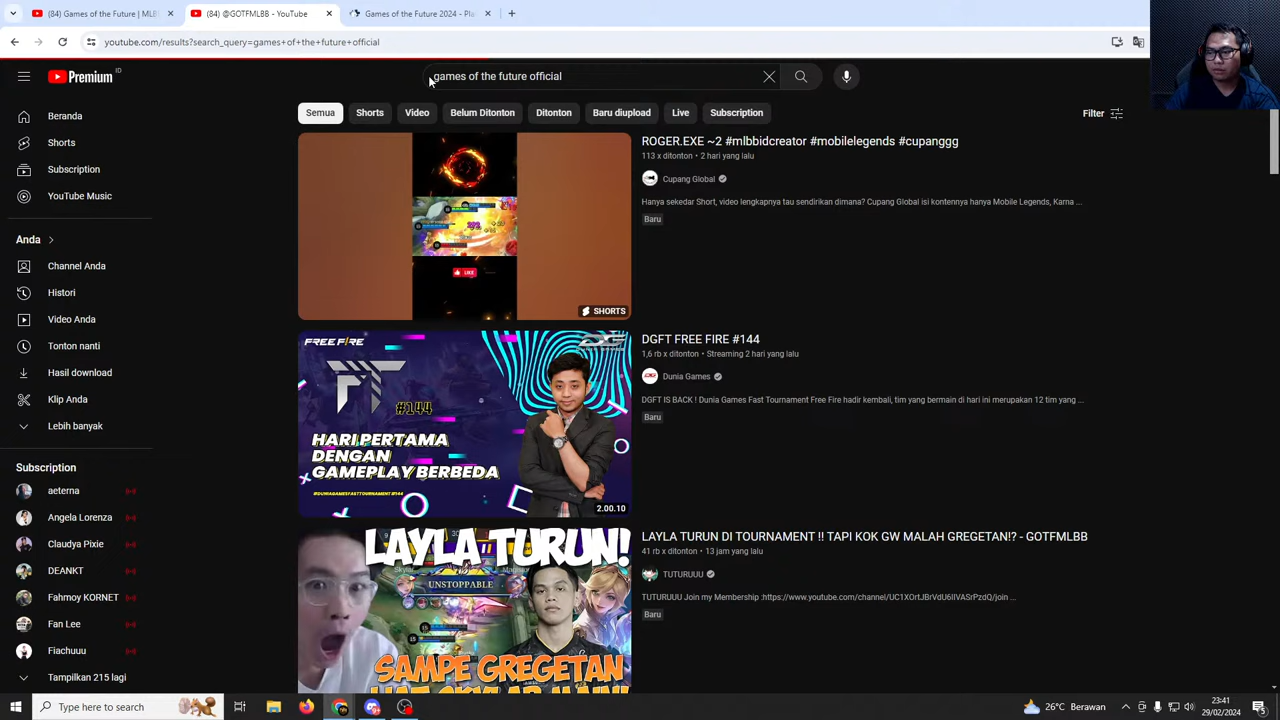 (84) Games of the Future | MLBB
(84) @GOTFMLBB - YouTube
Games of the Future 2024 - Pla
youtube.com/results?search_query=games+of+the+future+official
Premium ID
games of the future official
Semua
Shorts
Video
Belum Ditonton
Ditonton
Baru diupload
Live
Subscription
Filter
Beranda
Shorts
Subscription
YouTube Music
Anda
Channel Anda
Histori
Video Anda
Tonton nanti
Hasil download
Klip Anda
Lebih banyak
Subscription
aeterna
Angela Lorenza
Claudya Pixie
DEANKT
Fahmoy KORNET
Fan Lee
Fiachuuu
Tampilkan 215 lagi
LIKE
SHORTS
ROGER.EXE ~2 #mlbbidcreator #mobilelegends #cupanggg
113 x ditonton • 2 hari yang lalu
Cupang Global
Hanya sekedar Short, video lengkapnya tau sendirikan dimana? Cupang Global isi kontennya hanya Mobile Legends, Karna ...
Baru
FREE FIRE
FT
#144
HARI PERTAMA
DENGAN
GAMEPLAY BERBEDA
#DUNIAGAMESFASTTOURNAMENT #144
2.00.10
DGFT FREE FIRE #144
1,6 rb x ditonton • Streaming 2 hari yang lalu
Dunia Games
DGFT IS BACK ! Dunia Games Fast Tournament Free Fire hadir kembali, tim yang bermain di hari ini merupakan 12 tim yang ...
Baru
LAYLA TURUN!
UNSTOPPABLE
SAMPE GREGETAN
LIAT SKYLAR MAIN!
LAYLA TURUN DI TOURNAMENT !! TAPI KOK GW MALAH GREGETAN!? - GOTFMLBB
41 rb x ditonton • 13 jam yang lalu
TUTURUUU
TUTURUUU Join my Membership :https://www.youtube.com/channel/UC1XOrtJBrVdU6lIVASrPzdQ/join ...
Baru
Type here to search
26°C Berawan
23:41
29/02/2024